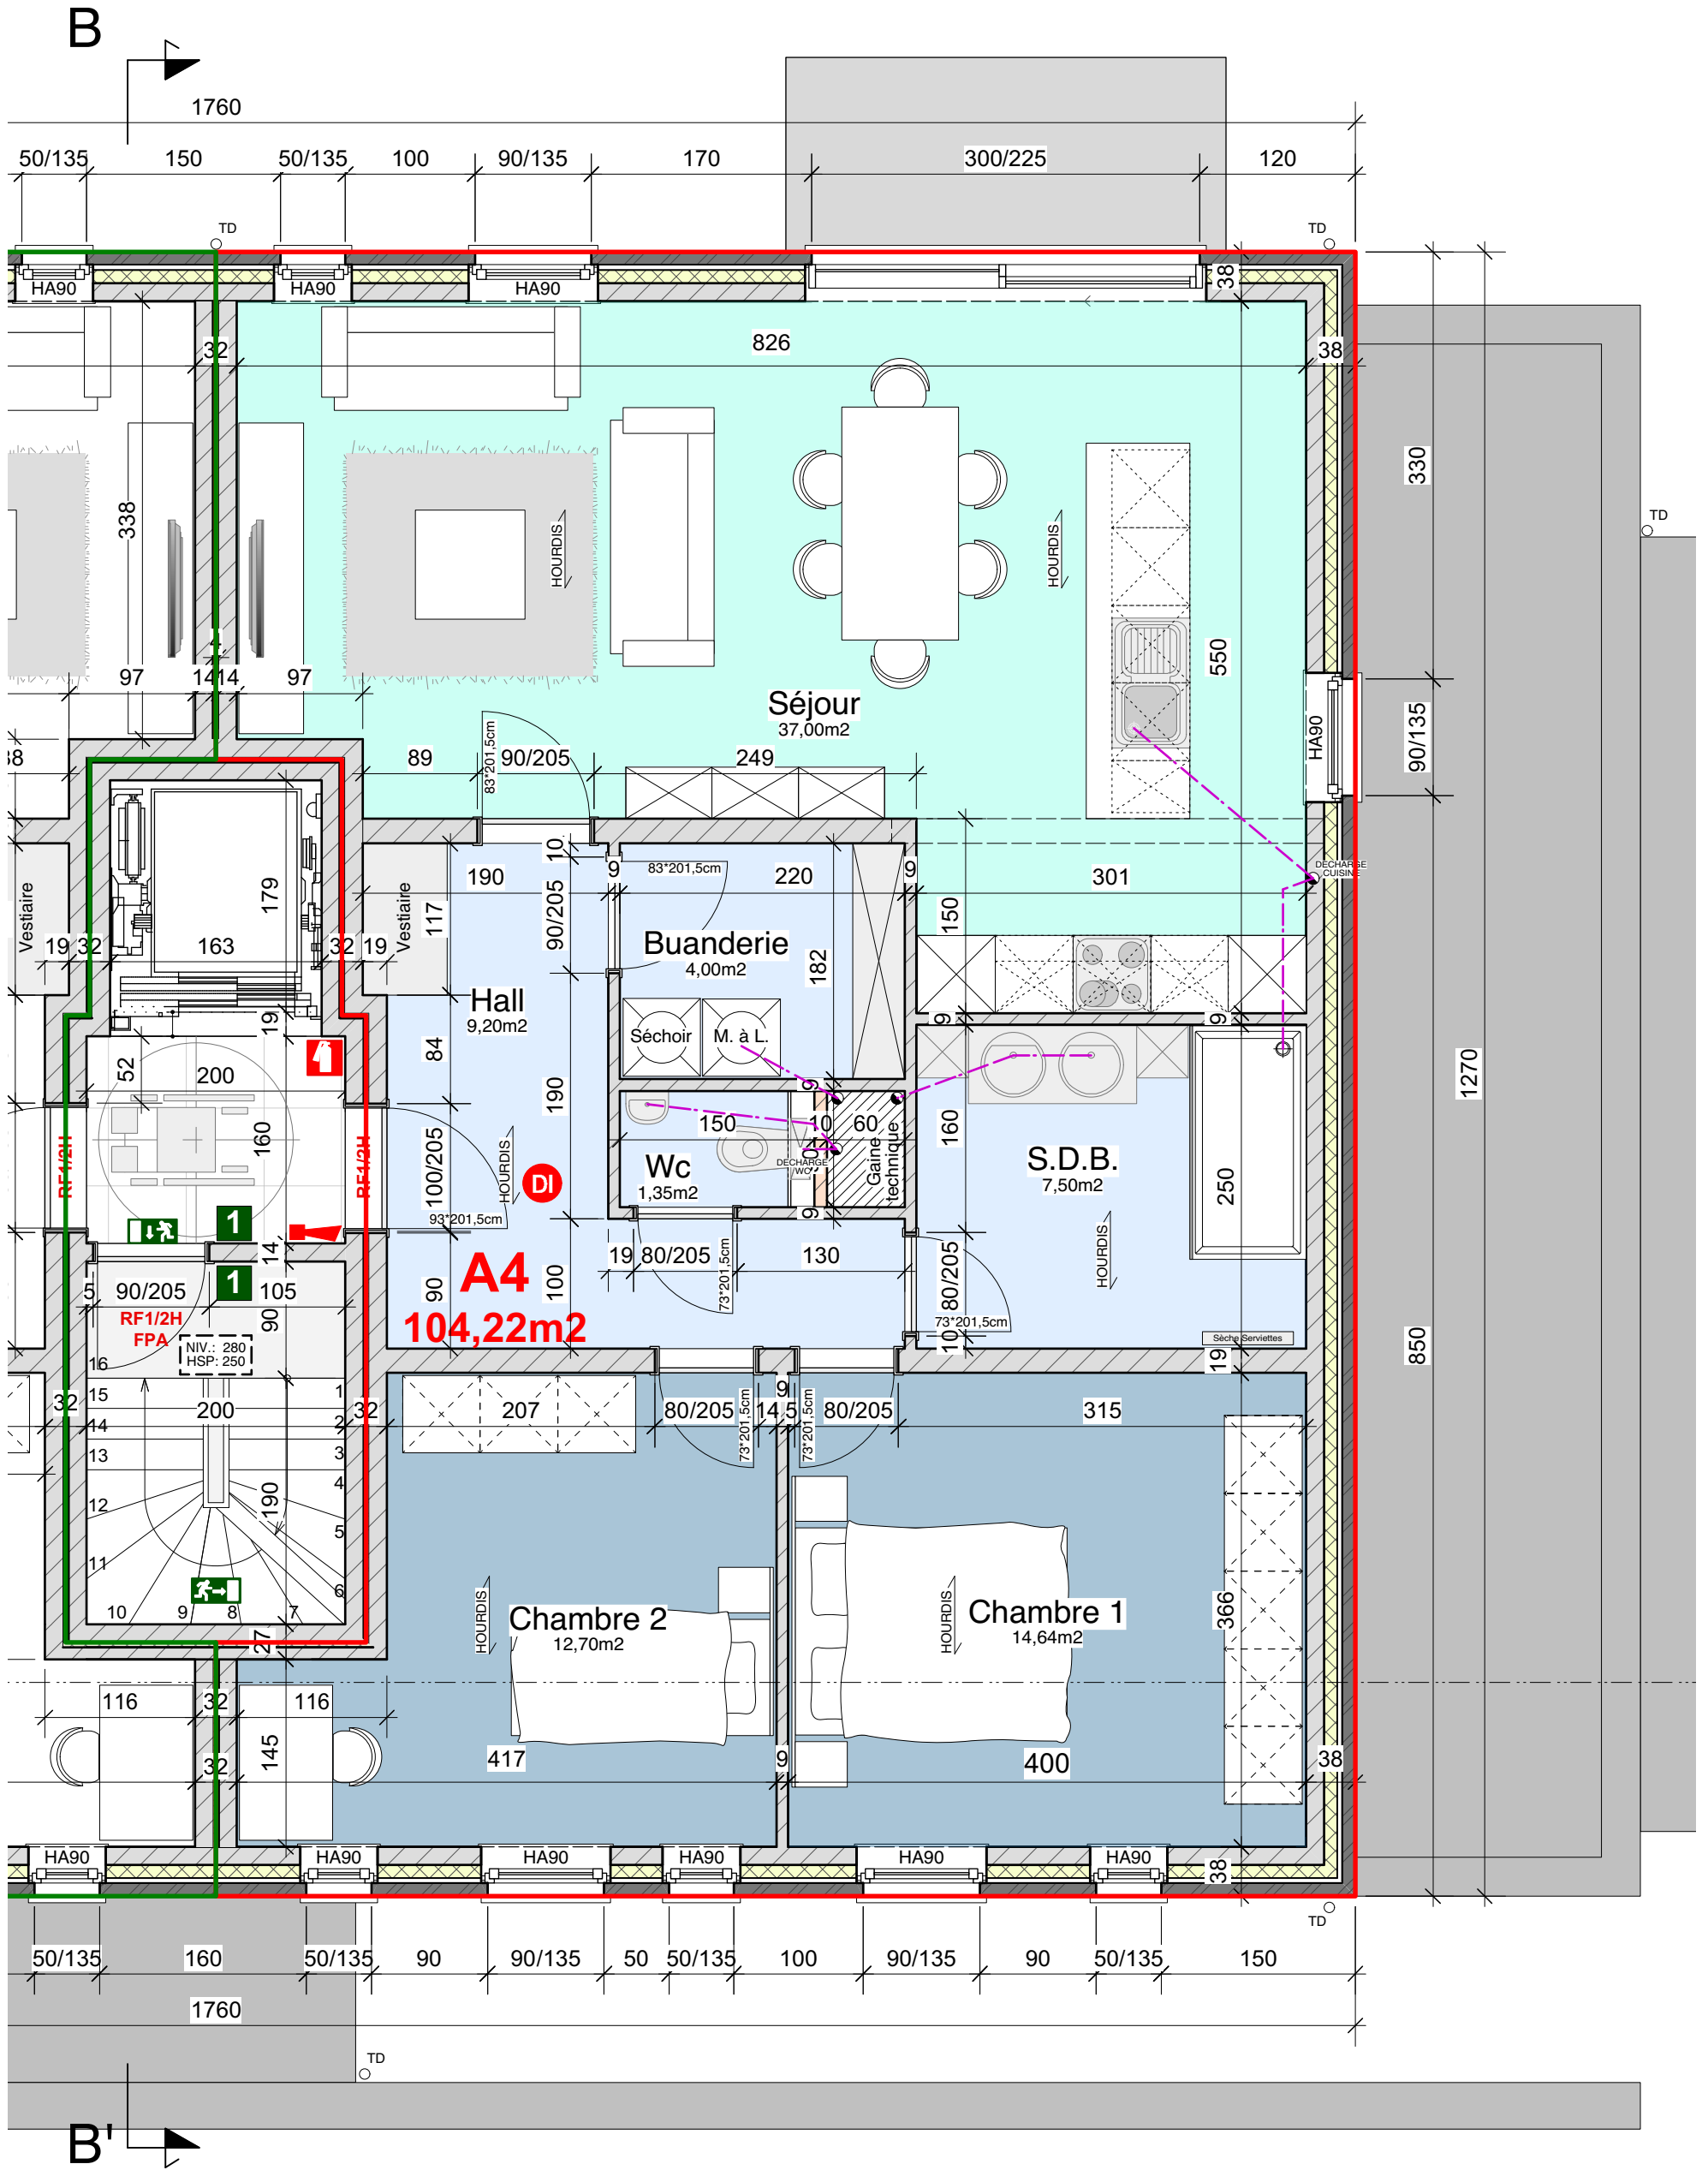 B
1760
50/135
150
50/135
100
90/135
170
300/225
120
TD
TD
HA90
HA90
HA90
38
32
826
38
338
HOURDIS
HOURDIS
330
TD
4
97
14
14
97
550
Séjour
37,00m2
HA90
90/135
38
89
83*201,5cm
90/205
249
DECHARGE
CUISINE
Vestiaire
179
Vestiaire
190
117
10
90/205
9
83*201,5cm
220
9
301
150
19
32
163
32
19
Buanderie
4,00m2
182
Hall
9,20m2
19
84
Séchoir
M. à L.
9
9
1270
52
200
190
9
160
150
10
60
RF1/2H
160
RF1/2H
100/205
HOURDIS
DI
Wc
1,35m2
DECHARGE
WC
Gaine
technique
S.D.B.
7,50m2
250
93*201,5cm
1
14
9
HOURDIS
19
80/205
73*201,5cm
130
80/205
A4
104,22m2
90
100
1
5
90/205
105
90
RF1/2H
FPA
NIV.: 280
HSP: 250
73*201,5cm
10
Sèche Serviettes
19
850
16
15
14
13
12
11
10
9
8
7
6
5
4
3
2
1
32
200
32
190
207
80/205
73*201,5cm
14
9
5
73*201,5cm
80/205
315
27
HOURDIS
Chambre 2
12,70m2
HOURDIS
Chambre 1
14,64m2
366
116
32
116
145
32
417
9
400
38
HA90
HA90
HA90
HA90
HA90
HA90
38
TD
50/135
160
50/135
90
90/135
50
50/135
100
90/135
90
50/135
150
1760
TD
B'